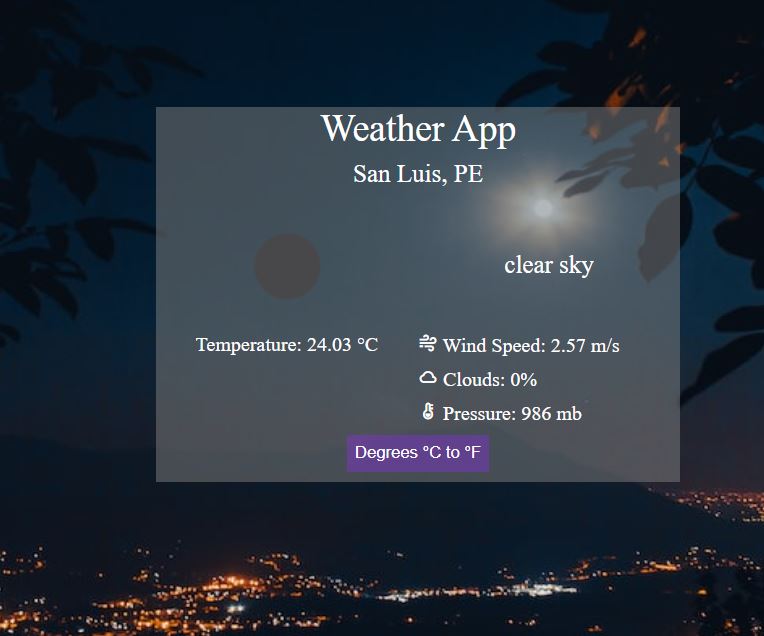 Weather App
San Luis, PE
clear sky
Temperature: 24.03 °C
Wind Speed: 2.57 m/s
Clouds: 0%
Pressure: 986 mb
Degrees °C to °F